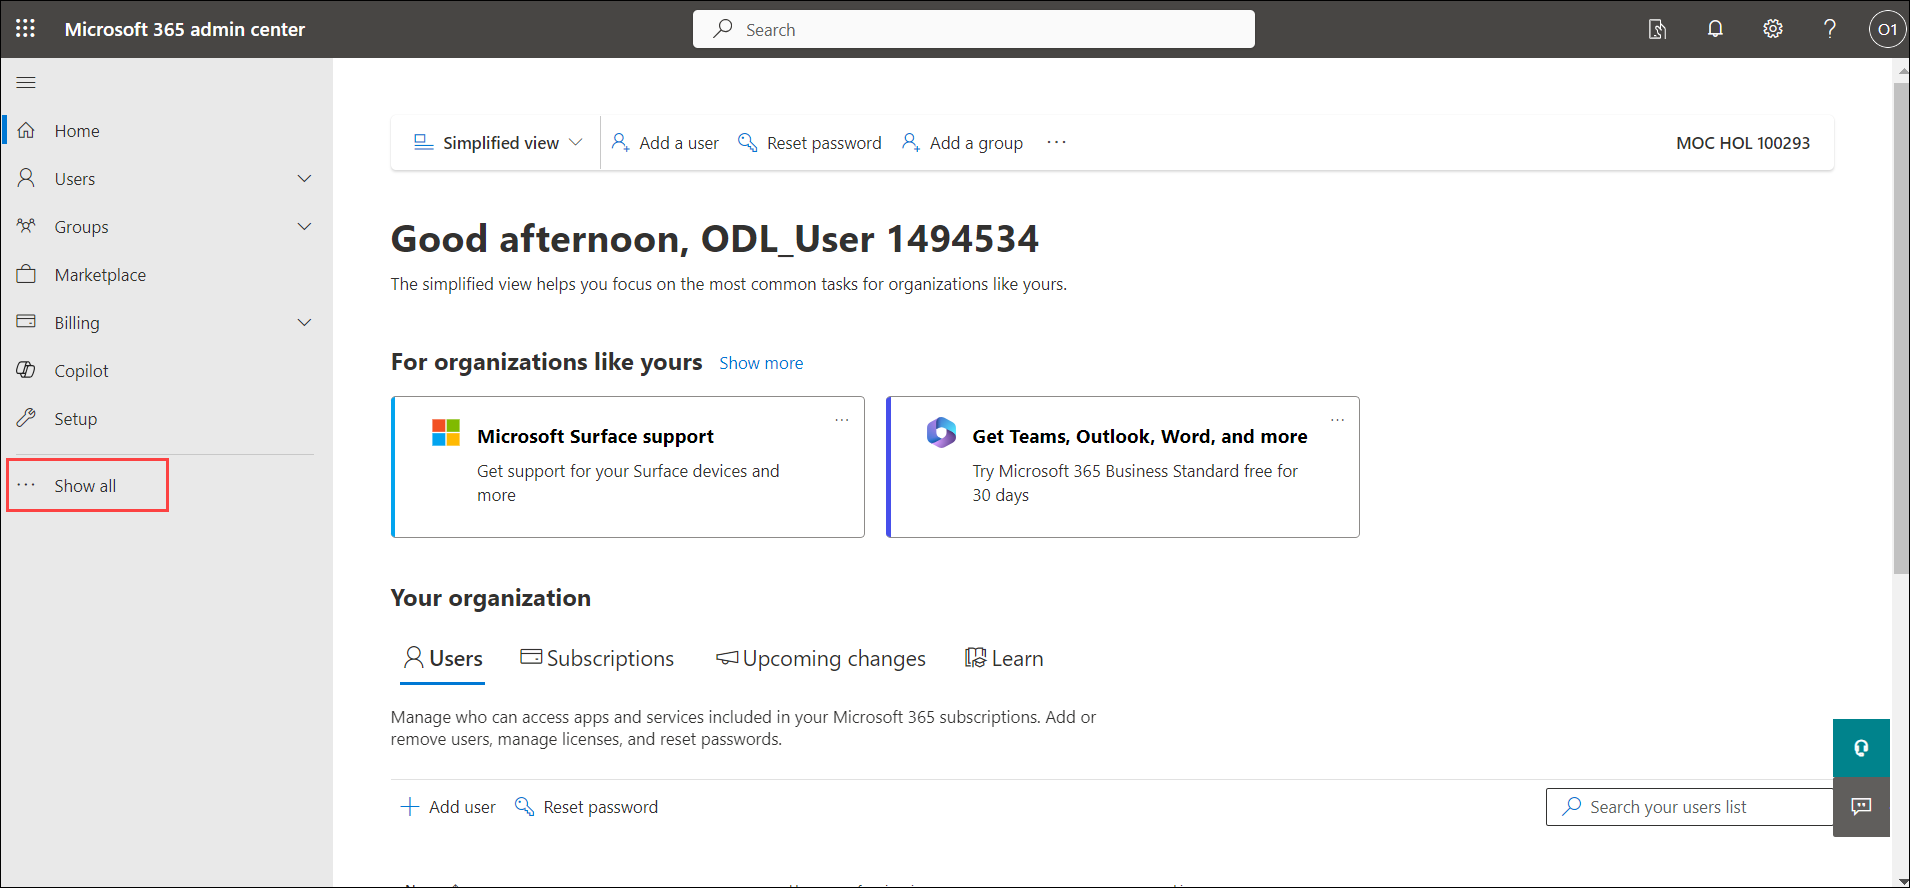 Microsoft 365 admin center
Search
O1
Home
Users
Groups
Marketplace
Billing
Copilot
Setup
Show all
Simplified view
Add a user
Reset password
Add a group
MOC HOL 100293
Good afternoon, ODL_User 1494534
The simplified view helps you focus on the most common tasks for organizations like yours.
For organizations like yours
Show more
Microsoft Surface support
Get support for your Surface devices and
more
Get Teams, Outlook, Word, and more
Try Microsoft 365 Business Standard free for
30 days
Your organization
Users
Subscriptions
Upcoming changes
Learn
Manage who can access apps and services included in your Microsoft 365 subscriptions. Add or
remove users, manage licenses, and reset passwords.
Add user
Reset password
Search your users list